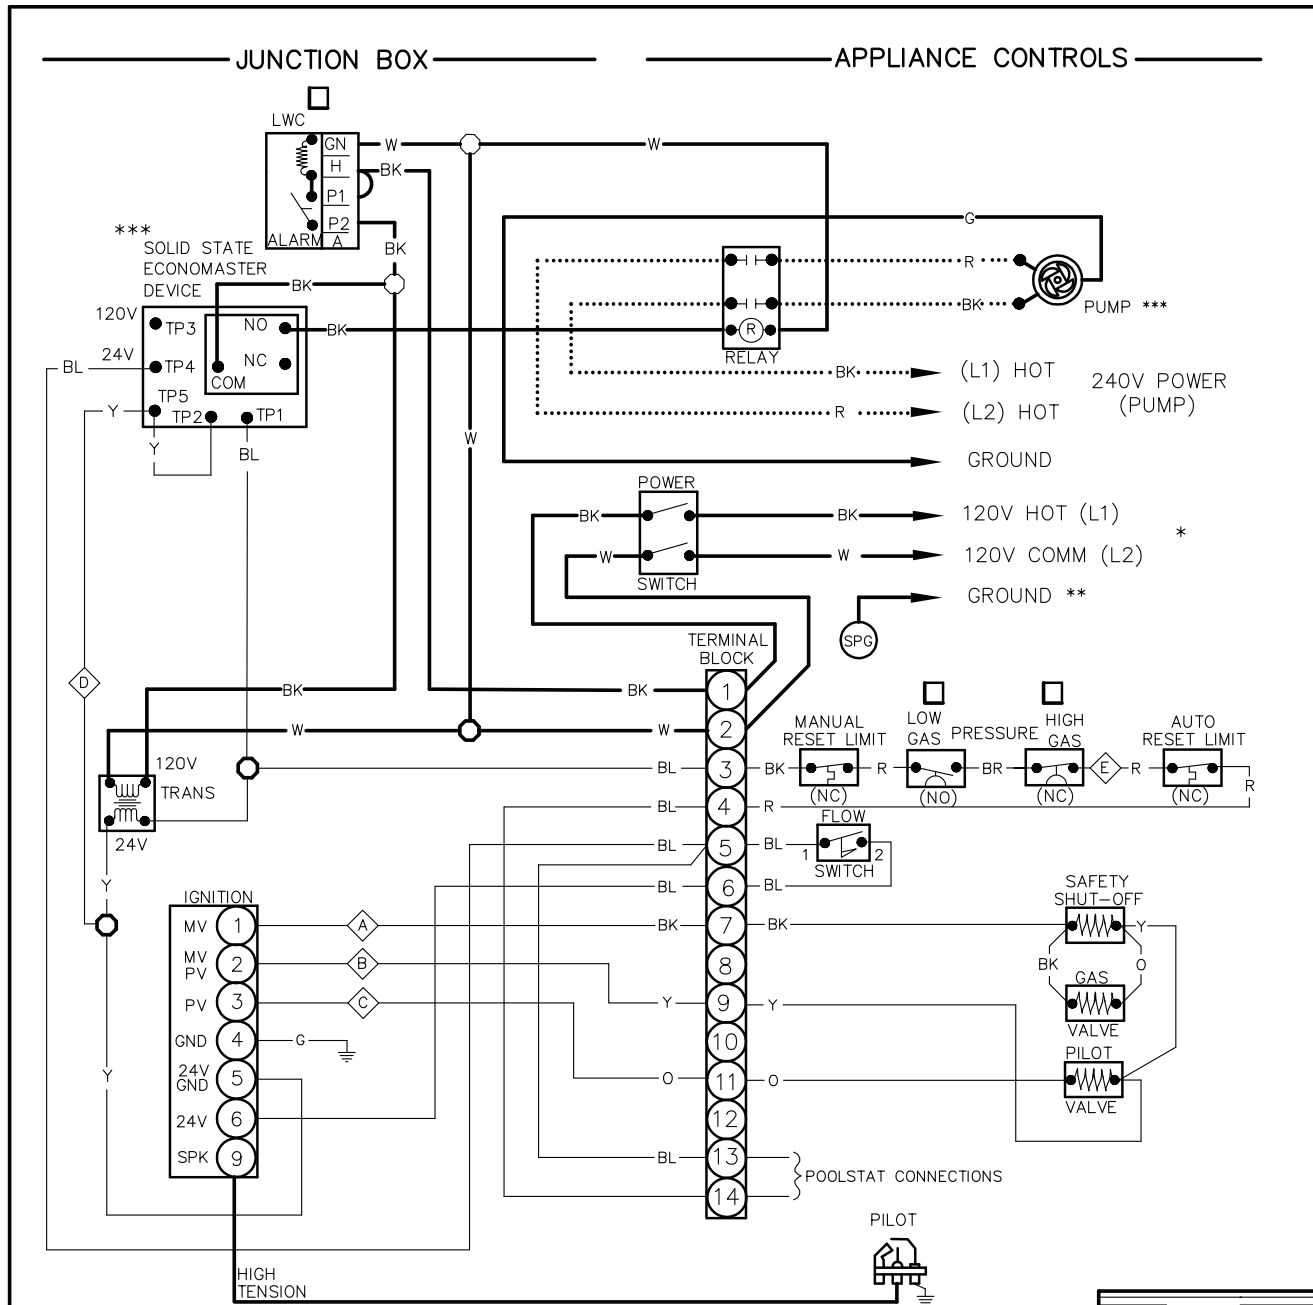 JUNCTION BOX
APPLIANCE CONTROLS
LWC
GN
W
W
H
BK
P1
P2
ALARM
A
BK
G
***
SOLID STATE
ECONOMASTER
DEVICE
BK
R
BK
PUMP ***
120V
TP3
NO
BK
R
RELAY
24V
BL
TP4
NC
COM
BK
(L1) HOT
240V POWER
(PUMP)
TP5
Y
TP2
TP1
R
(L2) HOT
W
Y
BL
GROUND
POWER
BK
BK
120V HOT (L1)
*
W
W
120V COMM (L2)
SWITCH
GROUND **
SPG
TERMINAL
BLOCK
D
BK
BK
1
W
W
2
MANUAL
RESET LIMIT
LOW
GAS
PRESSURE
HIGH
GAS
AUTO
RESET LIMIT
120V
TRANS
24V
BL
3
BK
R
BR
E
R
R
(NC)
(NO)
(NC)
(NC)
BL
4
R
FLOW
BL
5
BL
1
2
SWITCH
Y
BL
6
BL
IGNITION
SAFETY
SHUT-OFF
MV
1
A
BK
7
BK
Y
MV
PV
2
B
8
BK
O
GAS
PV
3
C
Y
9
Y
VALVE
GND
4
G
10
PILOT
Y
24V
GND
5
O
11
O
VALVE
24V
6
12
SPK
9
BL
13
POOLSTAT CONNECTIONS
14
PILOT
HIGH
TENSION